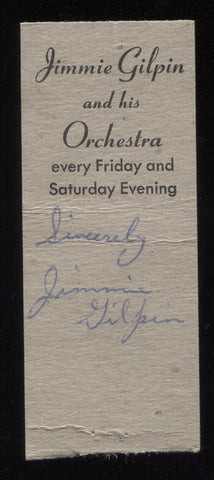 Jimmie Gilpin
and his
Orchestra
every Friday and
Saturday Evening
Sincerely
Jimmie
Gilpin